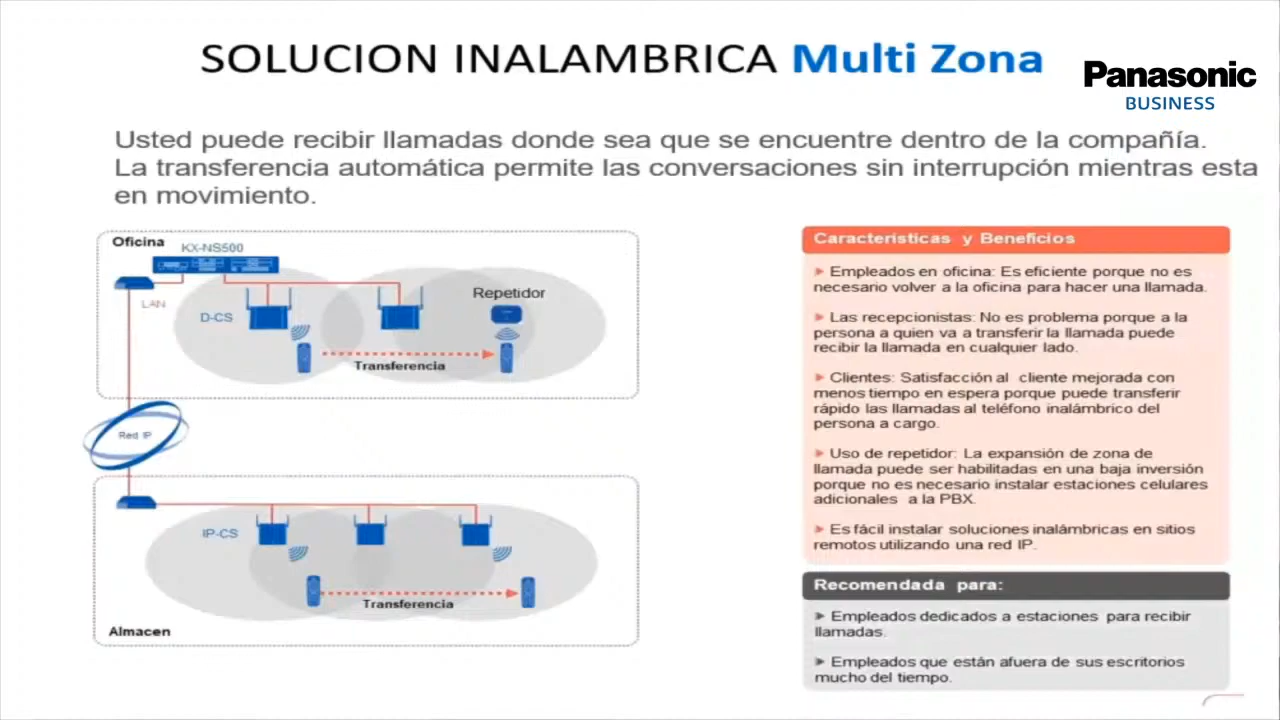 SOLUCION INALAMBRICA Multi Zona
Panasonic
BUSINESS
Usted puede recibir llamadas donde sea que se encuentre dentro de la compañía.
La transferencia automática permite las conversaciones sin interrupción mientras esta
en movimiento.
Oficina
KX-NS500
LAN
D-CS
Repetidor
Transferencia
Red IP
IP-CS
Transferencia
Almacen
Características y Beneficios
Empleados en oficina: Es eficiente porque no es
necesario volver a la oficina para hacer una llamada.
Las recepcionistas: No es problema porque a la
persona a quien va a transferir la llamada puede
recibir la llamada en cualquier lado.
Clientes: Satisfacción al cliente mejorada con
menos tiempo en espera porque puede transferir
rápido las llamadas al teléfono inalámbrico del
persona a cargo.
Uso de repetidor: La expansión de zona de
llamada puede ser habilitadas en una baja inversión
porque no es necesario instalar estaciones celulares
adicionales a la PBX.
Es fácil instalar soluciones inalámbricas en sitios
remotos utilizando una red IP.
Recomendada para:
Empleados dedicados a estaciones para recibir
llamadas.
Empleados que están afuera de sus escritorios
mucho del tiempo.